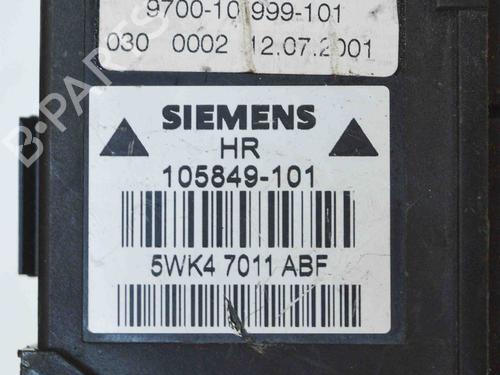 9700-10 999-101
030 0002 12.07.2001
SIEMENS
HR
105849-101
5WK4 7011 ABF